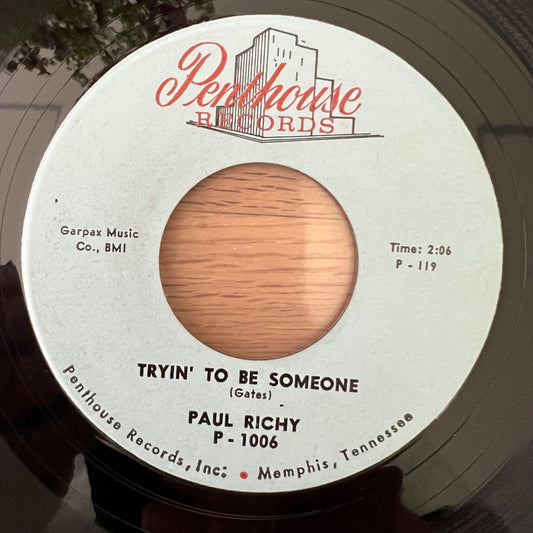 Penthouse
RECORDS
Garpax Music
Co., BMI
Time: 2:06
P - 119
TRYIN' TO BE SOMEONE
(Gates)
PAUL RICHY
P - 1006
Penthouse Records, Inc: • Memphis, Tennessee